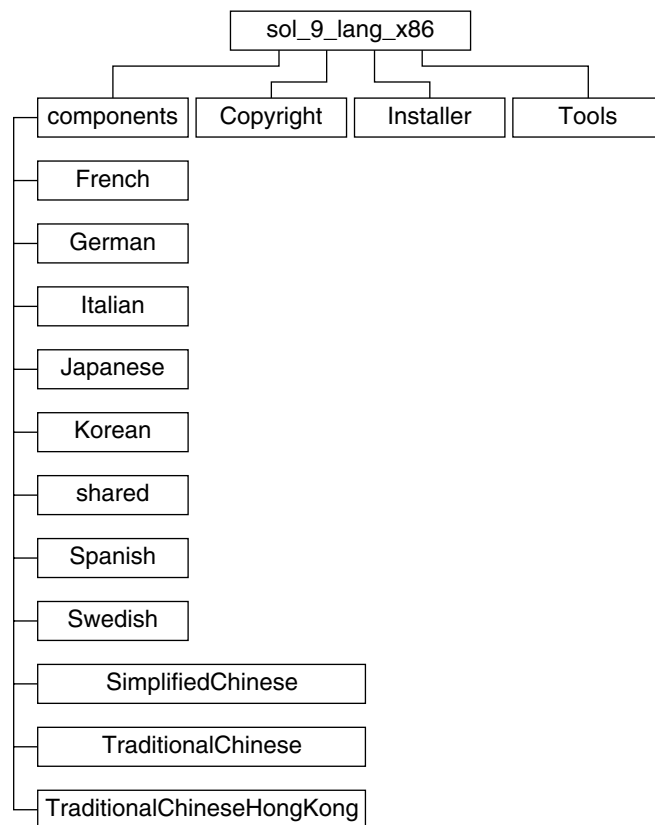 sol_9_lang_x86
components
Copyright
Installer
Tools
French
German
Italian
Japanese
Korean
shared
Spanish
Swedish
SimplifiedChinese
TraditionalChinese
TraditionalChineseHongKong